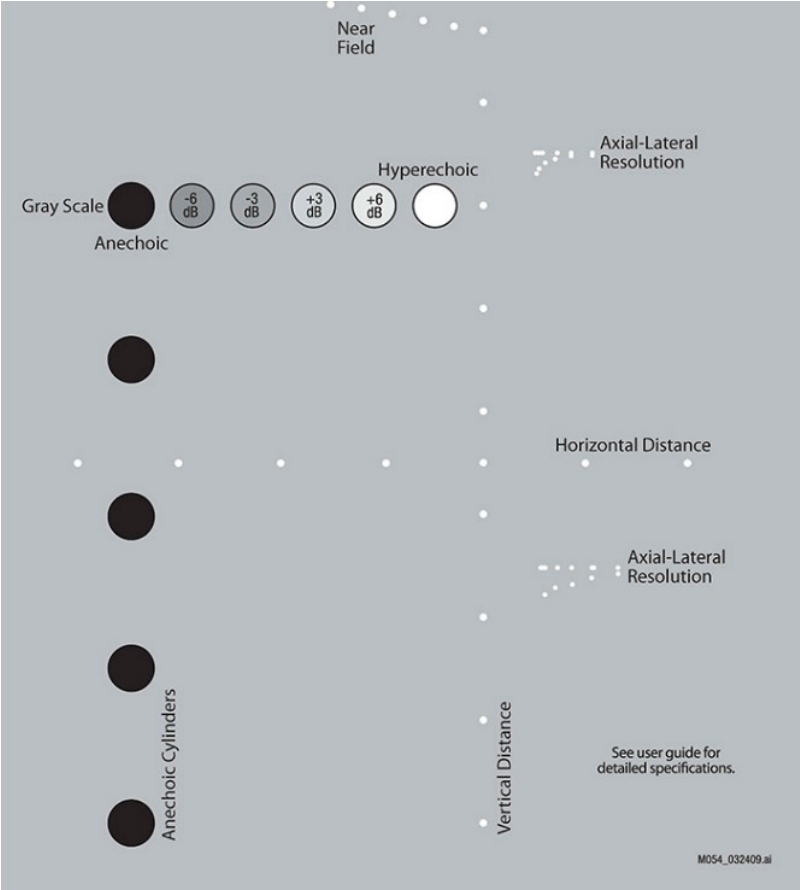 Near
Field
Axial-Lateral
Resolution
Hyperechoic
Gray Scale
-6
dB
-3
dB
+3
dB
+6
dB
Anechoic
Horizontal Distance
Axial-Lateral
Resolution
Anechoic Cylinders
Vertical Distance
See user guide for
detailed specifications.
M054_032409.ai